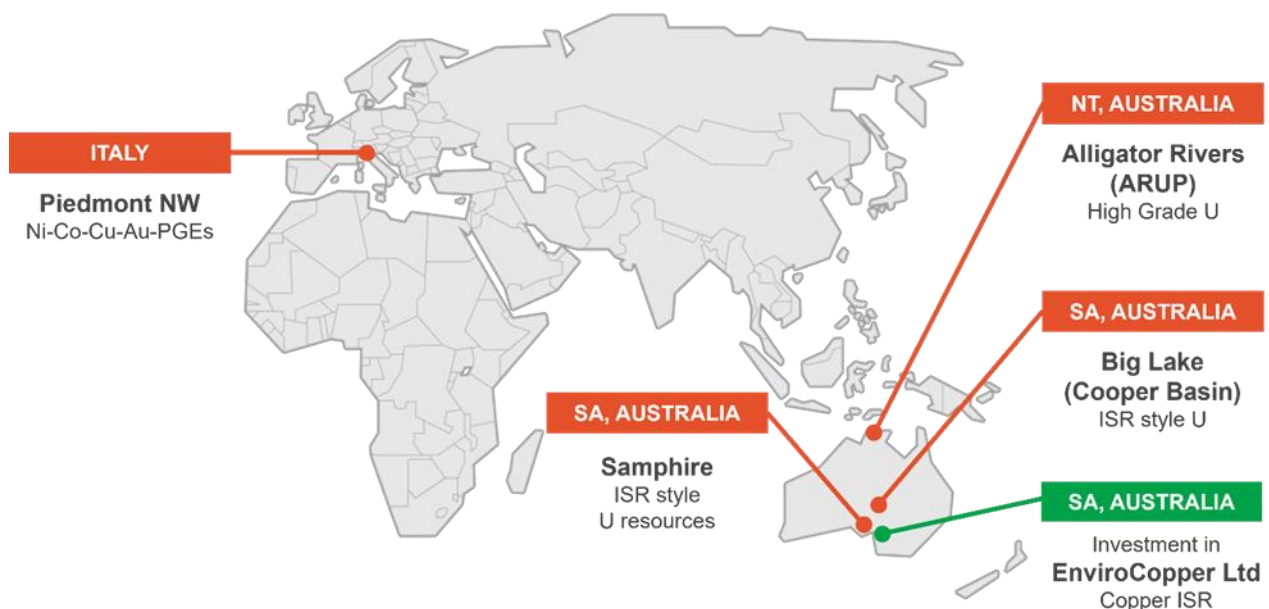 ITALY
Piedmont NW
Ni-Co-Cu-Au-PGEs
NT, AUSTRALIA
Alligator Rivers
(ARUP)
High Grade U
SA, AUSTRALIA
Big Lake
(Cooper Basin)
ISR style U
SA, AUSTRALIA
Samphire
ISR style
U resources
SA, AUSTRALIA
Investment in
EnviroCopper Ltd
Copper ISR